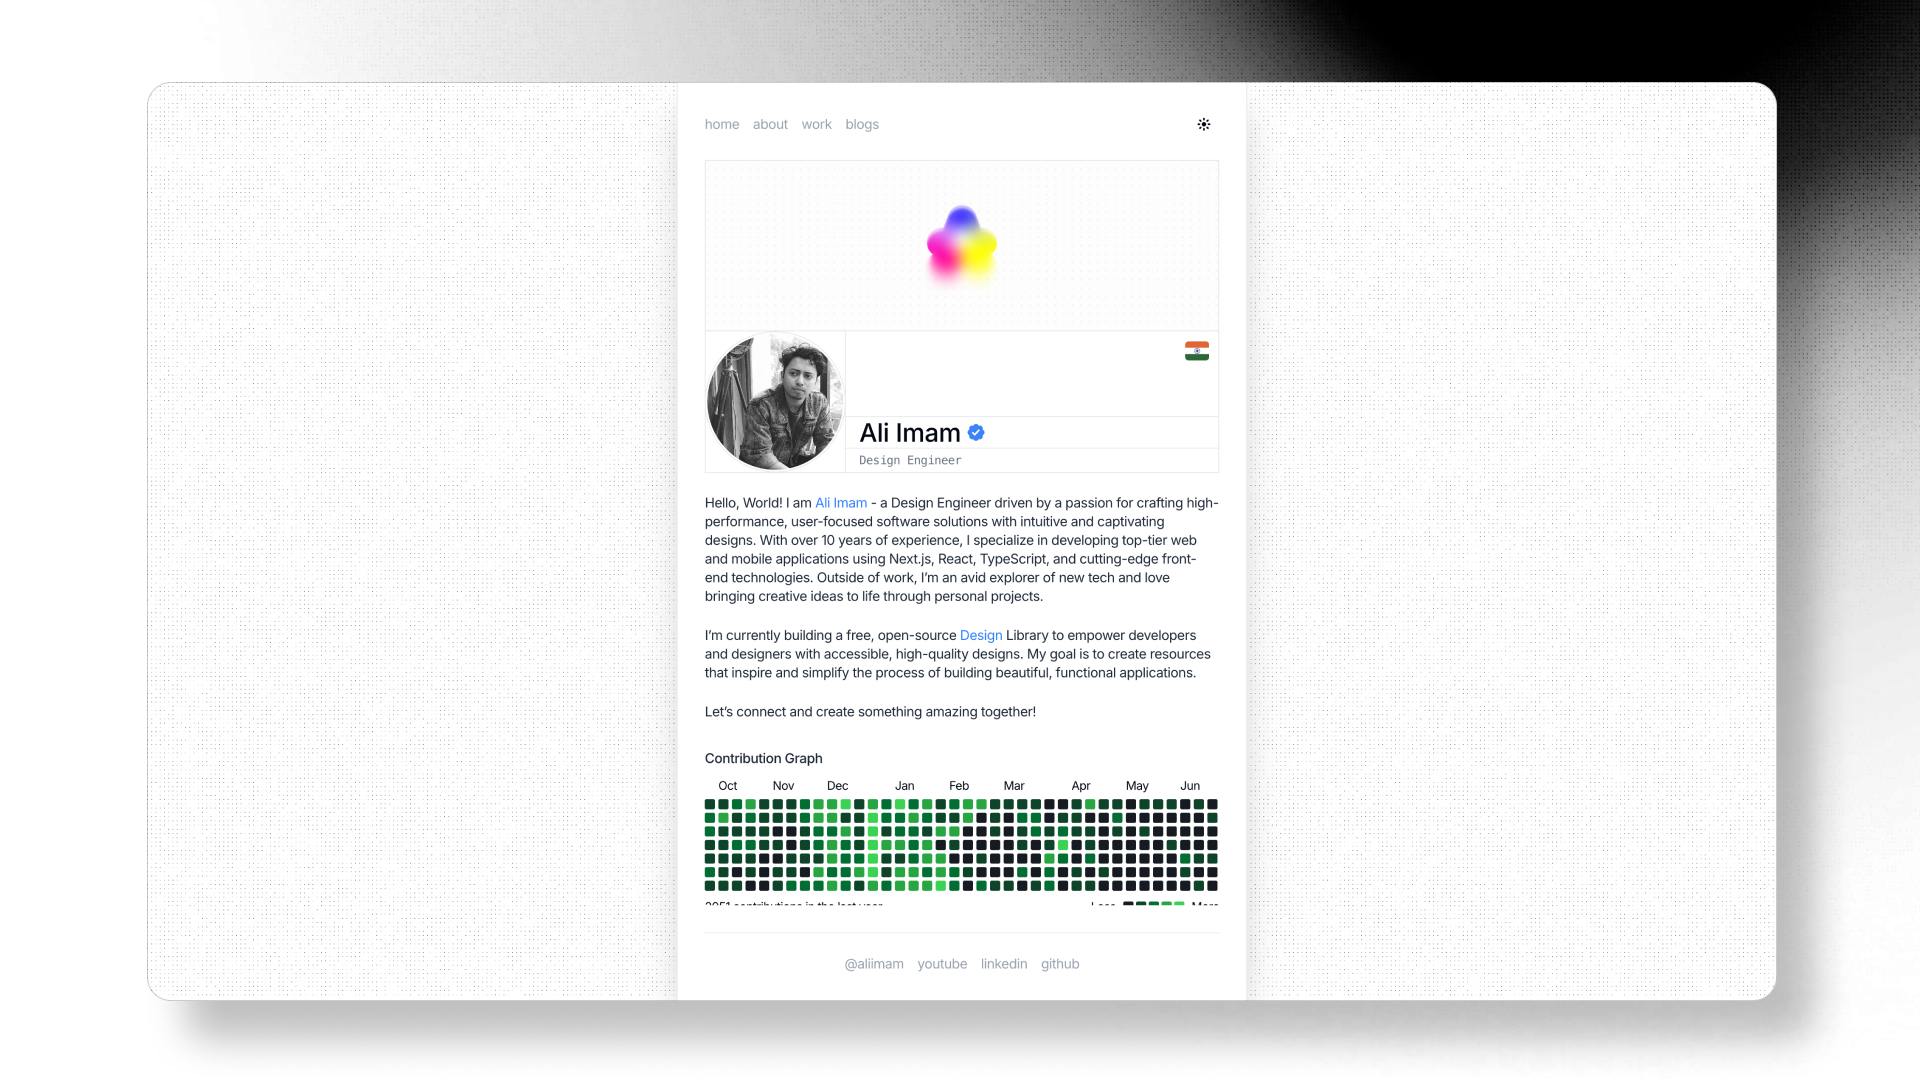 home about work blogs
Ali Imam
Design Engineer
Hello, World! I am Ali Imam - a Design Engineer driven by a passion for crafting high-
performance, user-focused software solutions with intuitive and captivating
designs. With over 10 years of experience, I specialize in developing top-tier web
and mobile applications using Next.js, React, TypeScript, and cutting-edge front-
end technologies. Outside of work, I’m an avid explorer of new tech and love
bringing creative ideas to life through personal projects.
I’m currently building a free, open-source Design Library to empower developers
and designers with accessible, high-quality designs. My goal is to create resources
that inspire and simplify the process of building beautiful, functional applications.
Let’s connect and create something amazing together!
Contribution Graph
Oct Nov Dec Jan Feb Mar Apr May Jun
contributions in the last year Less More
@aliimam youtube linkedin github